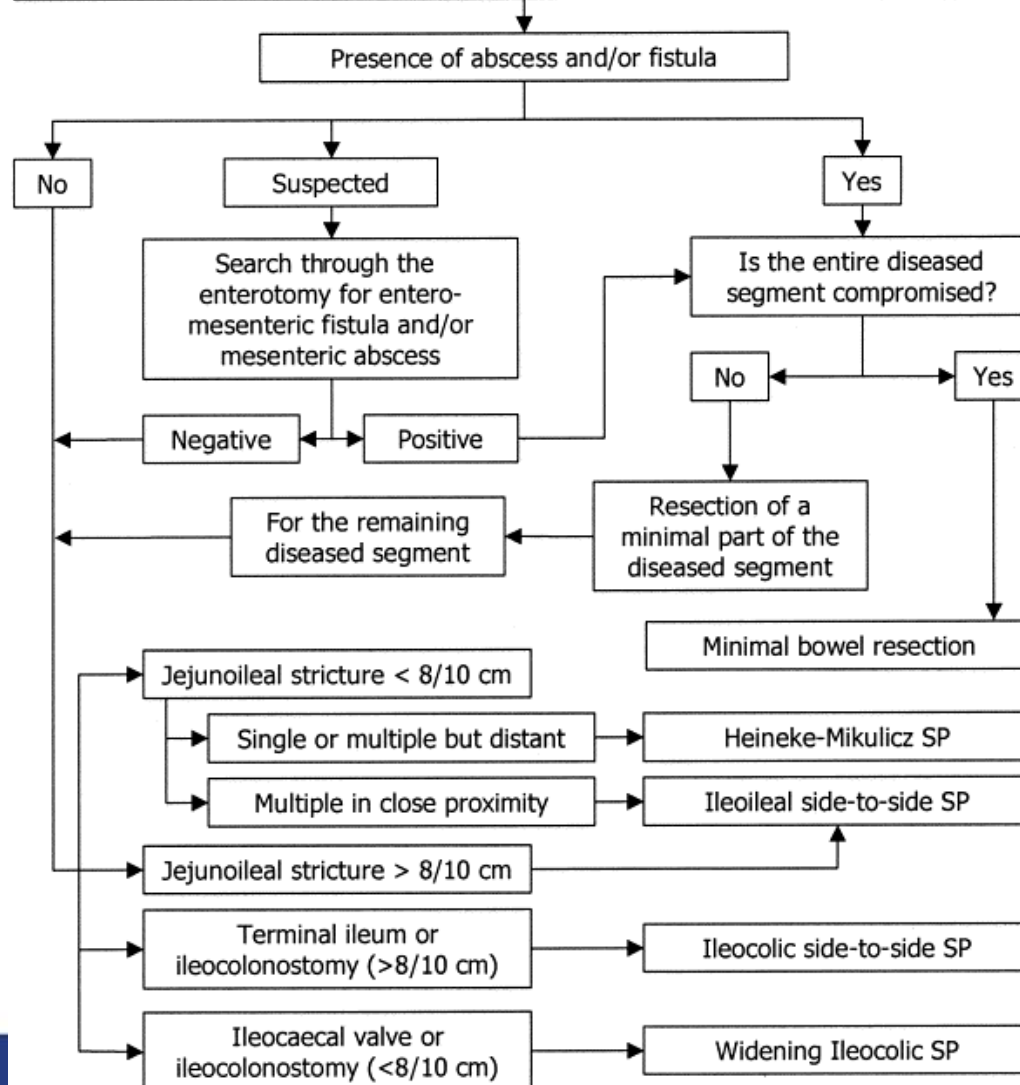 Presence of abscess and/or fistula
No
Suspected
Yes
Search through the
enterotomy for entero-
mesenteric fistula and/or
mesenteric abscess
Is the entire diseased
segment compromised?
No
Yes
Negative
Positive
For the remaining
diseased segment
Resection of a
minimal part of the
diseased segment
Minimal bowel resection
Jejunoileal stricture < 8/10 cm
Single or multiple but distant
Heineke-Mikulicz SP
Multiple in close proximity
Ileoileal side-to-side SP
Jejunoileal stricture > 8/10 cm
Terminal ileum or
ileocolonostomy (>8/10 cm)
Ileocolic side-to-side SP
Ileocaecal valve or
ileocolonostomy (<8/10 cm)
Widening Ileocolic SP